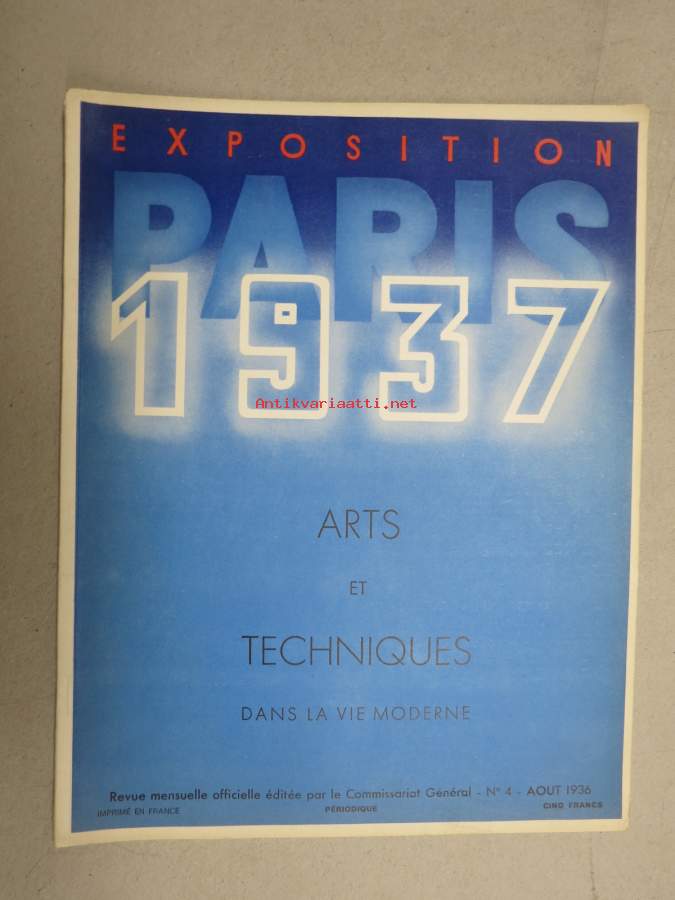 EXPOSITION
PARIS
1937
Antikvariaatti.net
ARTS
ET
TECHNIQUES
DANS LA VIE MODERNE
Revue mensuelle officielle éditée par le Commissariat Général - N° 4 - AOUT 1936
IMPRIMÉ EN FRANCE PÉRIODIQUE CINQ FRANCS